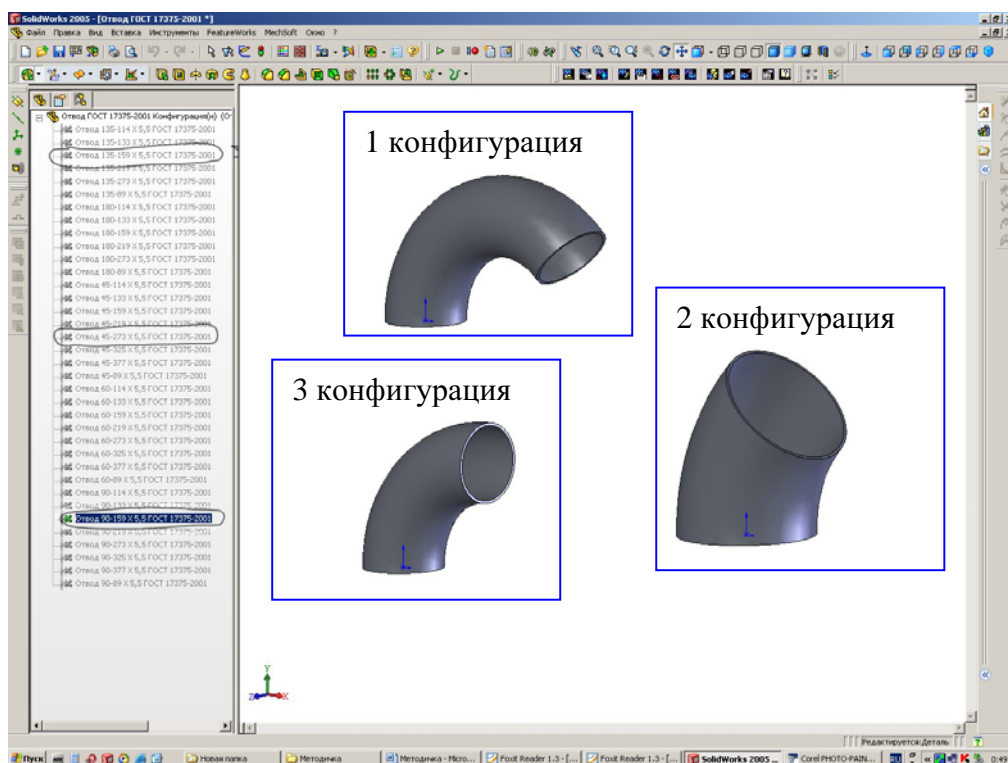 SolidWorks 2005 - [Отвод ГОСТ 17375-2001 *]
Файл Правка Вид Вставка Инструменты FeatureWorks MechSoft Окно ?
Отвод ГОСТ 17375-2001 Конфигурация(и) (От
Отвод 135-114 X 5,5 ГОСТ 17375-2001
Отвод 135-133 X 5,5 ГОСТ 17375-2001
Отвод 135-159 X 5,5 ГОСТ 17375-2001
Отвод 135-219 X 5,5 ГОСТ 17375-2001
Отвод 135-273 X 5,5 ГОСТ 17375-2001
Отвод 135-89 X 5,5 ГОСТ 17375-2001
Отвод 180-114 X 5,5 ГОСТ 17375-2001
Отвод 180-133 X 5,5 ГОСТ 17375-2001
Отвод 180-159 X 5,5 ГОСТ 17375-2001
Отвод 180-219 X 5,5 ГОСТ 17375-2001
Отвод 180-273 X 5,5 ГОСТ 17375-2001
Отвод 180-89 X 5,5 ГОСТ 17375-2001
Отвод 45-114 X 5,5 ГОСТ 17375-2001
Отвод 45-133 X 5,5 ГОСТ 17375-2001
Отвод 45-159 X 5,5 ГОСТ 17375-2001
Отвод 45-219 X 5,5 ГОСТ 17375-2001
Отвод 45-273 X 5,5 ГОСТ 17375-2001
Отвод 45-325 X 5,5 ГОСТ 17375-2001
Отвод 45-377 X 5,5 ГОСТ 17375-2001
Отвод 45-89 X 5,5 ГОСТ 17375-2001
Отвод 60-114 X 5,5 ГОСТ 17375-2001
Отвод 60-133 X 5,5 ГОСТ 17375-2001
Отвод 60-159 X 5,5 ГОСТ 17375-2001
Отвод 60-219 X 5,5 ГОСТ 17375-2001
Отвод 60-273 X 5,5 ГОСТ 17375-2001
Отвод 60-325 X 5,5 ГОСТ 17375-2001
Отвод 60-377 X 5,5 ГОСТ 17375-2001
Отвод 60-89 X 5,5 ГОСТ 17375-2001
Отвод 90-114 X 5,5 ГОСТ 17375-2001
Отвод 90-133 X 5,5 ГОСТ 17375-2001
Отвод 90-159 X 5,5 ГОСТ 17375-2001
Отвод 90-219 X 5,5 ГОСТ 17375-2001
Отвод 90-273 X 5,5 ГОСТ 17375-2001
Отвод 90-325 X 5,5 ГОСТ 17375-2001
Отвод 90-377 X 5,5 ГОСТ 17375-2001
Отвод 90-89 X 5,5 ГОСТ 17375-2001
1 конфигурация
2 конфигурация
3 конфигурация
Y
Z X
Редактируется: Деталь
Пуск Новая папка Методичка Методичка - Micro... Foxit Reader 1.3 - [... Foxit Reader 1.3 - [... SolidWorks 2005 ... Corel PHOTO-PAIN... RU